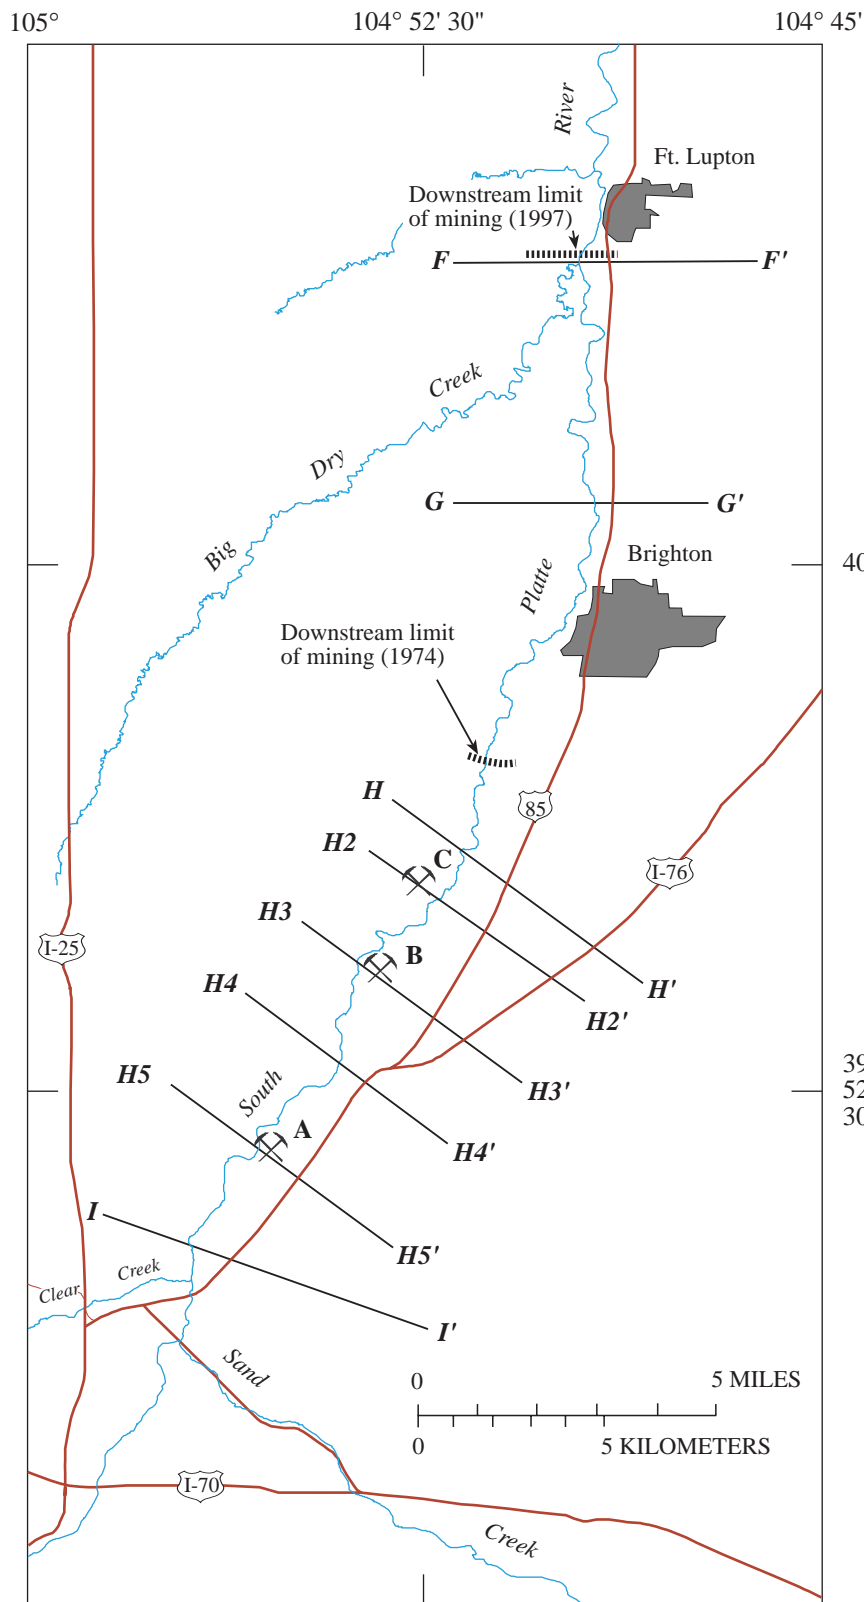 105°
104° 52' 30"
104° 45'
River
Ft. Lupton
Downstream limit
of mining (1997)
F
F'
Creek
Dry
Big
G
G'
Brighton
40
Platte
Downstream limit
of mining (1974)
H
85
H2
C
I-76
H3
B
I-25
H4
H'
H2'
H5
South
39
52
30
H3'
A
H4'
I
H5'
Clear
Creek
I'
Sand
0
5 MILES
0
5 KILOMETERS
I-70
Creek